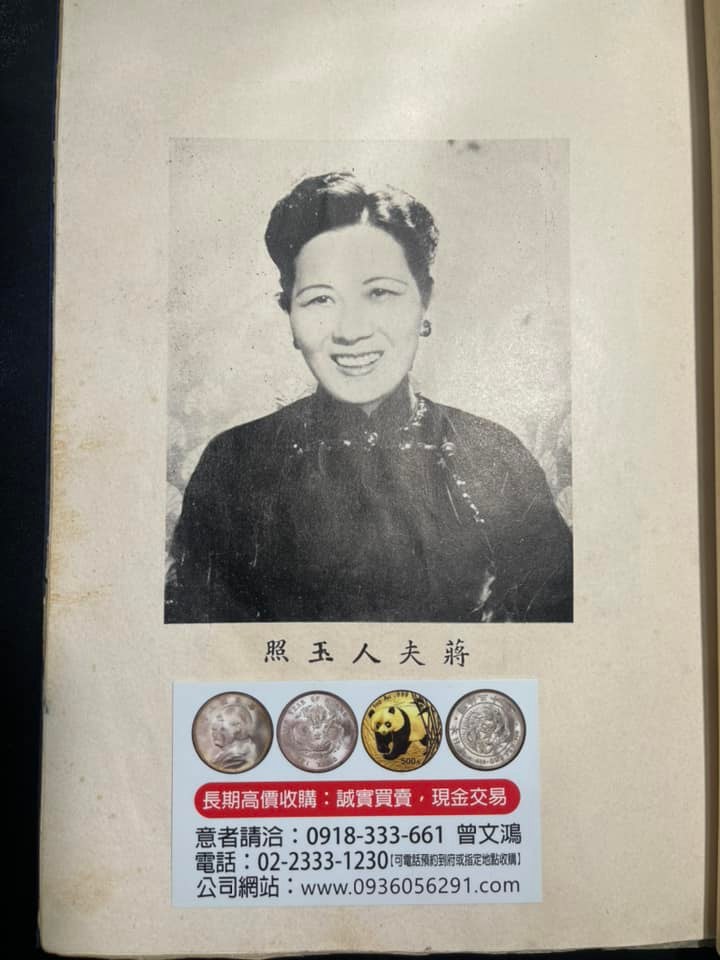 蔣夫人玉照
長期高價收購：誠實買賣，現金交易
意者請洽：0918-333-661 曾文鴻
電話：02-2333-1230【可電話預約到府或指定地點收購】
公司網站：www.0936056291.com